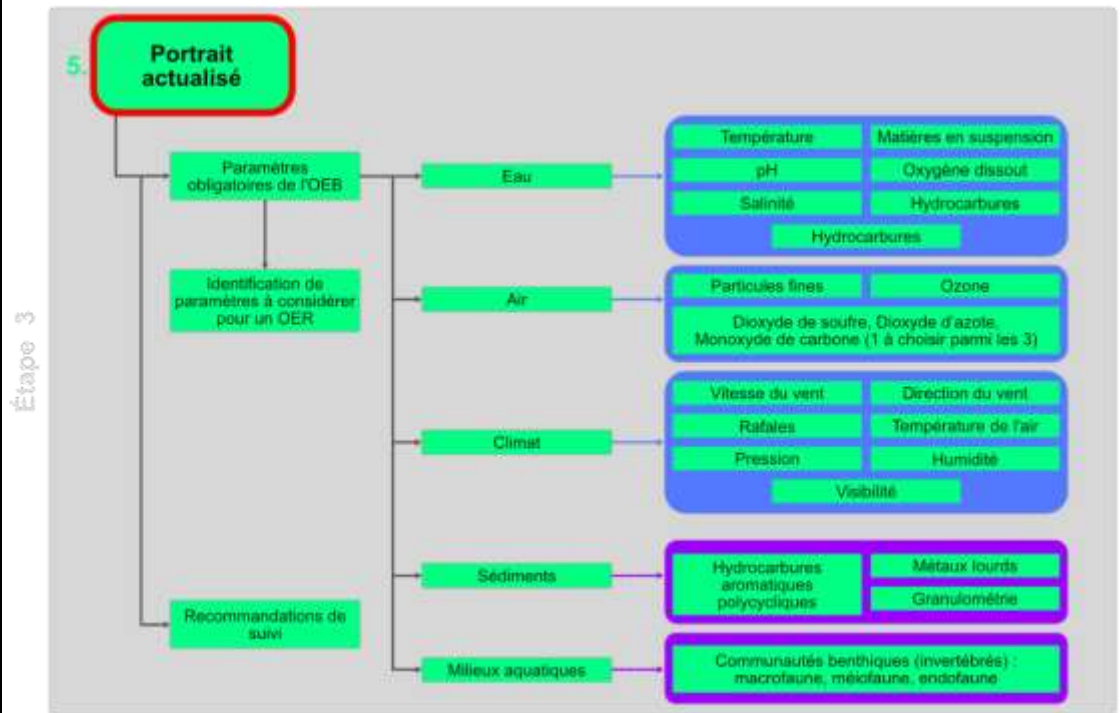 Étape 3
5.
Portrait
actualisé
Paramètres
obligatoires de l'OEB
Identification de
paramètres à considérer
pour un OER
Recommandations de
suivi
Eau
Température
Matières en suspension
pH
Oxygène dissout
Salinité
Hydrocarbures
Hydrocarbures
Air
Particules fines
Ozone
Dioxyde de soufre, Dioxyde d'azote,
Monoxyde de carbone (1 à choisir parmi les 3)
Climat
Vitesse du vent
Direction du vent
Rafales
Température de l'air
Pression
Humidité
Visibilité
Sédiments
Hydrocarbures
aromatiques
polycycliques
Métaux lourds
Granulométrie
Milieux aquatiques
Communautés benthiques (invertébrés) :
macrofaune, méiofaune, endofaune